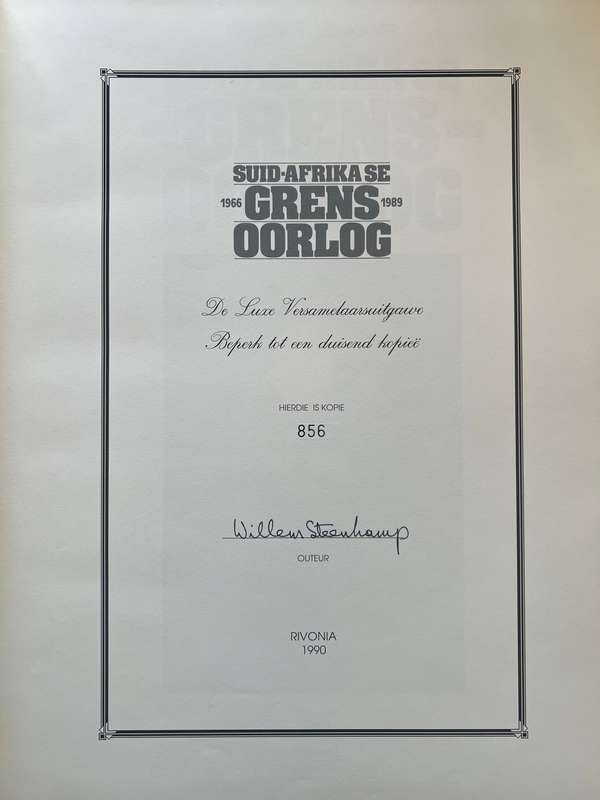 SUID-AFRIKA SE
1966 GRENS 1989
OORLOG
De Luxe Versamelaarsuitgawe
Beperk tot een duisend kopieë
HIERDIE IS KOPIE
856
Willem Steenkamp
OUTEUR
RIVONIA
1990